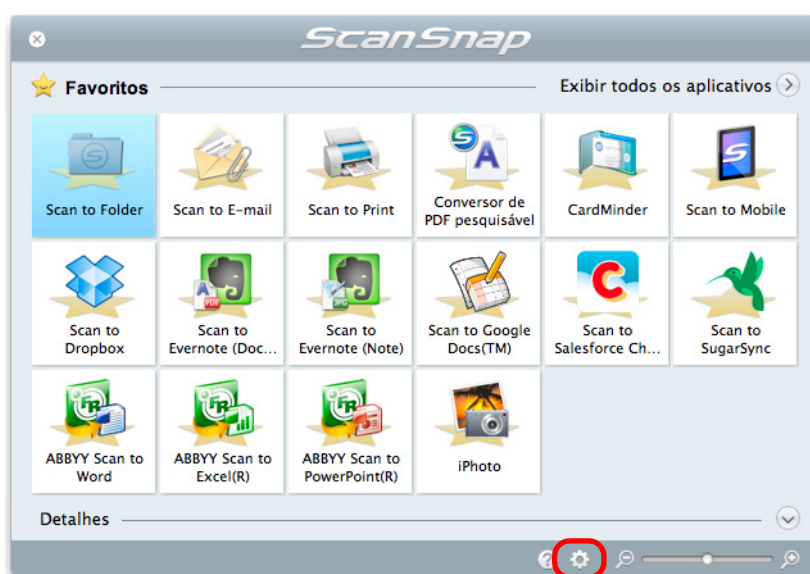 ScanSnap
Favoritos
Exibir todos os aplicativos
Scan to Folder
Scan to E-mail
Scan to Print
Conversor de
PDF pesquisável
CardMinder
Scan to Mobile
Scan to
Dropbox
Scan to
Evernote (Doc...
Scan to
Evernote (Note)
Scan to Google
Docs(TM)
Scan to
Salesforce Ch...
Scan to
SugarSync
ABBYY Scan to
Word
ABBYY Scan to
Excel(R)
ABBYY Scan to
PowerPoint(R)
iPhoto
Detalhes